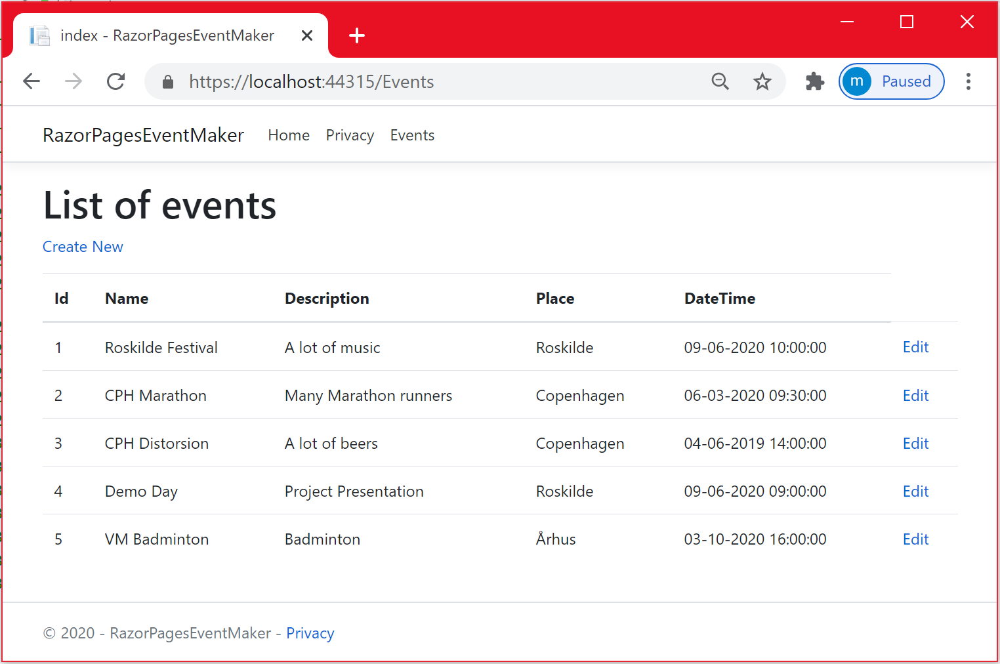 index - RazorPagesEventMaker
https://localhost:44315/Events
m Paused
RazorPagesEventMaker Home Privacy Events
List of events
Create New
Id Name Description Place DateTime
1 Roskilde Festival A lot of music Roskilde 09-06-2020 10:00:00 Edit
2 CPH Marathon Many Marathon runners Copenhagen 06-03-2020 09:30:00 Edit
3 CPH Distorsion A lot of beers Copenhagen 04-06-2019 14:00:00 Edit
4 Demo Day Project Presentation Roskilde 09-06-2020 09:00:00 Edit
5 VM Badminton Badminton Århus 03-10-2020 16:00:00 Edit
© 2020 - RazorPagesEventMaker - Privacy